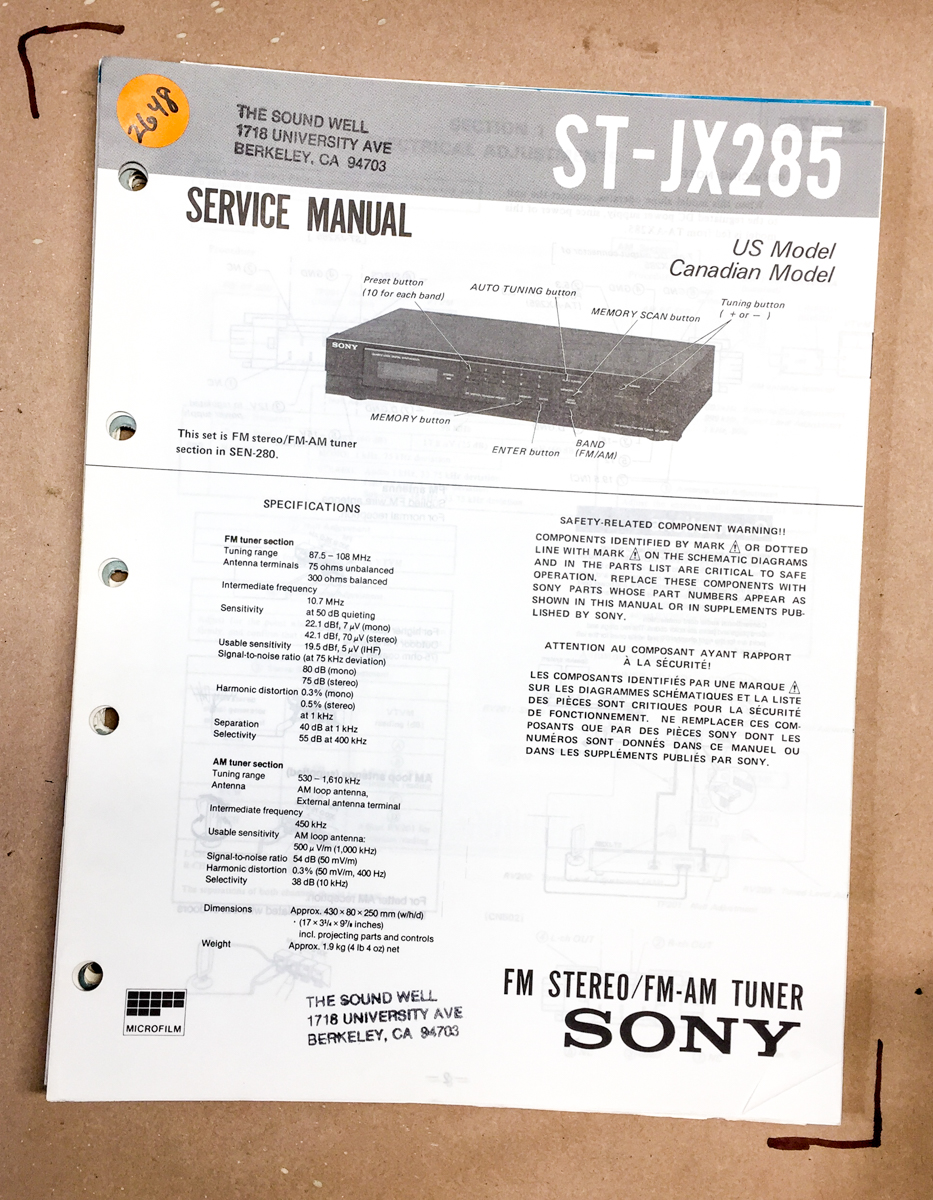 2648
THE SOUND WELL
1718 UNIVERSITY AVE
BERKELEY, CA 94703
ST-JX285
SERVICE MANUAL
US Model
Canadian Model
Preset button
(10 for each band)
AUTO TUNING button
MEMORY SCAN button
Tuning button
( + or − )
SONY
MEMORY button
ENTER button
BAND
(FM/AM)
This set is FM stereo/FM-AM tuner
section in SEN-280.
SPECIFICATIONS
FM tuner section
Tuning range 87.5 – 108 MHz
Antenna terminals 75 ohms unbalanced
300 ohms balanced
Intermediate frequency
10.7 MHz
Sensitivity at 50 dB quieting
22.1 dBf, 7 µV (mono)
42.1 dBf, 70 µV (stereo)
Usable sensitivity 19.5 dBf, 5 µV (IHF)
Signal-to-noise ratio (at 75 kHz deviation)
80 dB (mono)
75 dB (stereo)
Harmonic distortion 0.3% (mono)
0.5% (stereo)
at 1 kHz
Separation 40 dB at 1 kHz
Selectivity 55 dB at 400 kHz
AM tuner section
Tuning range 530 – 1,610 kHz
Antenna AM loop antenna,
External antenna terminal
Intermediate frequency
450 kHz
Usable sensitivity AM loop antenna:
500 µ V/m (1,000 kHz)
Signal-to-noise ratio 54 dB (50 mV/m)
Harmonic distortion 0.3% (50 mV/m, 400 Hz)
Selectivity 38 dB (10 kHz)
Dimensions Approx. 430 × 80 × 250 mm (w/h/d)
(17 × 3 1/4 × 9 7/8 inches)
incl. projecting parts and controls
Weight Approx. 1.9 kg (4 lb 4 oz) net
SAFETY-RELATED COMPONENT WARNING!!
COMPONENTS IDENTIFIED BY MARK ⚠ OR DOTTED
LINE WITH MARK ⚠ ON THE SCHEMATIC DIAGRAMS
AND IN THE PARTS LIST ARE CRITICAL TO SAFE
OPERATION. REPLACE THESE COMPONENTS WITH
SONY PARTS WHOSE PART NUMBERS APPEAR AS
SHOWN IN THIS MANUAL OR IN SUPPLEMENTS PUB-
LISHED BY SONY.
ATTENTION AU COMPOSANT AYANT RAPPORT
À LA SÉCURITÉ!
LES COMPOSANTS IDENTIFIÉS PAR UNE MARQUE ⚠
SUR LES DIAGRAMMES SCHÉMATIQUES ET LA LISTE
DES PIÈCES SONT CRITIQUES POUR LA SÉCURITÉ
DE FONCTIONNEMENT. NE REMPLACER CES COM-
POSANTS QUE PAR DES PIÈCES SONY DONT LES
NUMÉROS SONT DONNÉS DANS CE MANUEL OU
DANS LES SUPPLÉMENTS PUBLIÉS PAR SONY.
MICROFILM
THE SOUND WELL
1718 UNIVERSITY AVE
BERKELEY, CA 94703
FM STEREO/FM-AM TUNER
SONY